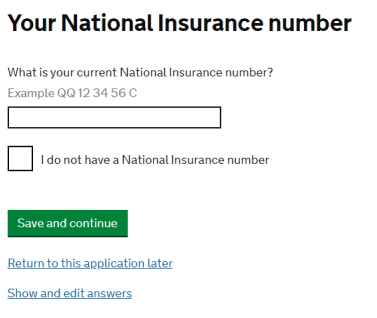 Your National Insurance number
What is your current National Insurance number?
Example QQ 12 34 56 C
I do not have a National Insurance number
Save and continue
Return to this application later
Show and edit answers